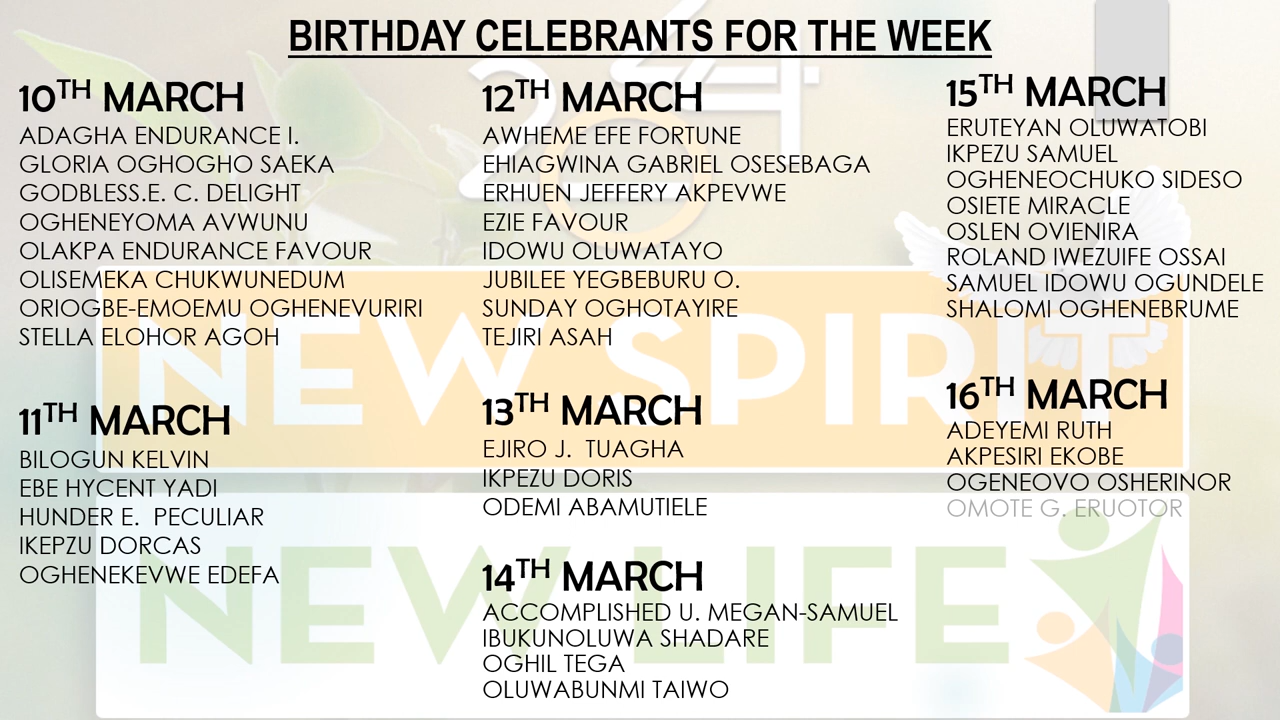 BIRTHDAY CELEBRANTS FOR THE WEEK
10TH MARCH
ADAGHA ENDURANCE I.
GLORIA OGHOGHO SAEKA
GODBLESS.E. C. DELIGHT
OGHENEYOMA AVWUNU
OLAKPA ENDURANCE FAVOUR
OLISEMEKA CHUKWUNEDUM
ORIOGBE-EMOEMU OGHENEVURIRI
STELLA ELOHOR AGOH
11TH MARCH
BILOGUN KELVIN
EBE HYCENT YADI
HUNDER E.  PECULIAR
IKEPZU DORCAS
OGHENEKEVWE EDEFA
12TH MARCH
AWHEME EFE FORTUNE
EHIAGWINA GABRIEL OSESEBAGA
ERHUEN JEFFERY AKPEVWE
EZIE FAVOUR
IDOWU OLUWATAYO
JUBILEE YEGBEBURU O.
SUNDAY OGHOTAYIRE
TEJIRI ASAH
13TH MARCH
EJIRO J.  TUAGHA
IKPEZU DORIS
ODEMI ABAMUTIELE
14TH MARCH
ACCOMPLISHED U. MEGAN-SAMUEL
IBUKUNOLUWA SHADARE
OGHIL TEGA
OLUWABUNMI TAIWO
15TH MARCH
ERUTEYAN OLUWATOBI
IKPEZU SAMUEL
OGHENEOCHUKO SIDESO
OSIETE MIRACLE
OSLEN OVIENIRA
ROLAND IWEZUIFE OSSAI
SAMUEL IDOWU OGUNDELE
SHALOMI OGHENEBRUME
16TH MARCH
ADEYEMI RUTH
AKPESIRI EKOBE
OGENEOVO OSHERINOR
OMOTE G. ERUOTOR
NEW SPIRIT
NEW LIFE